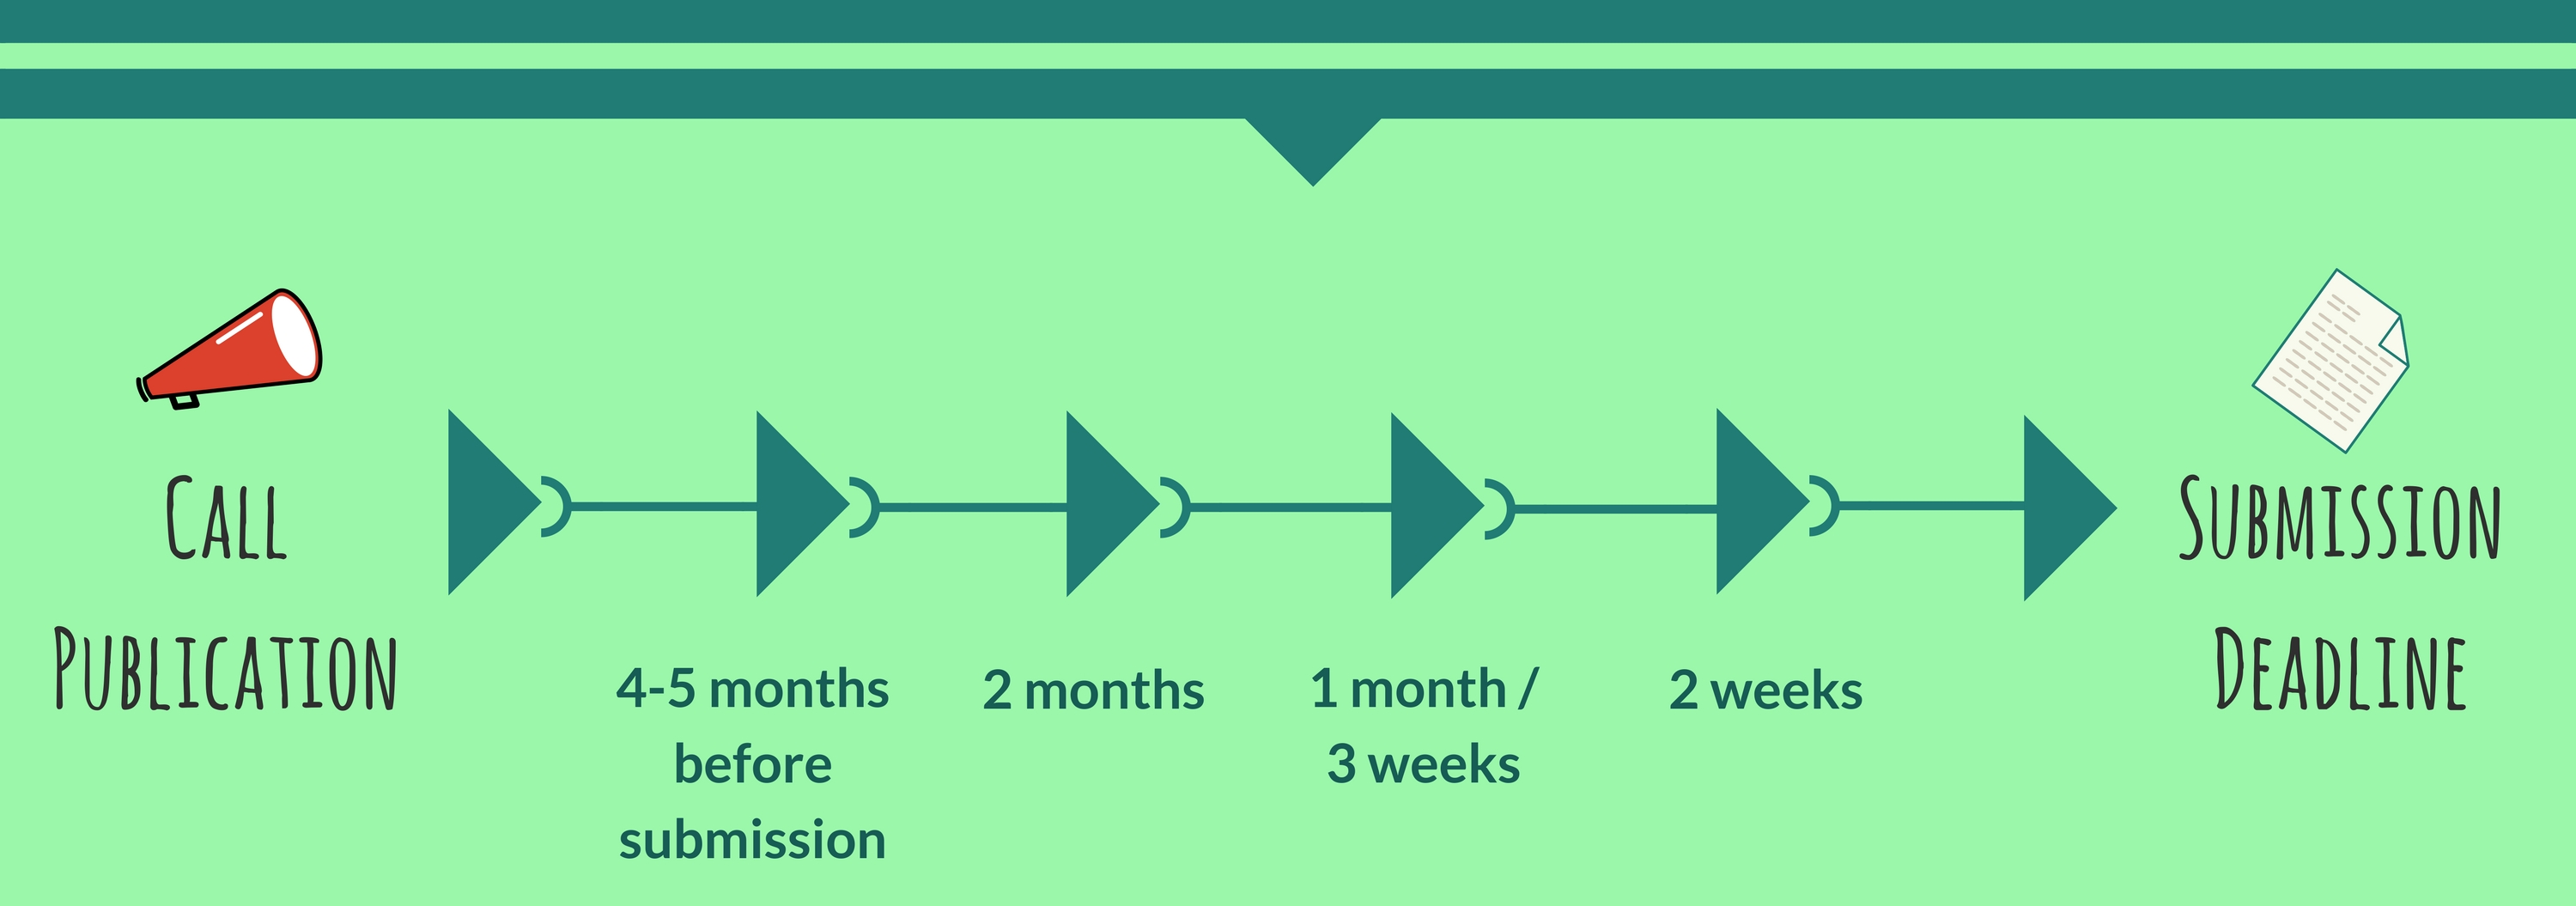 Call
Publication
4-5 months
before
submission
2 months
1 month /
3 weeks
2 weeks
Submission
Deadline